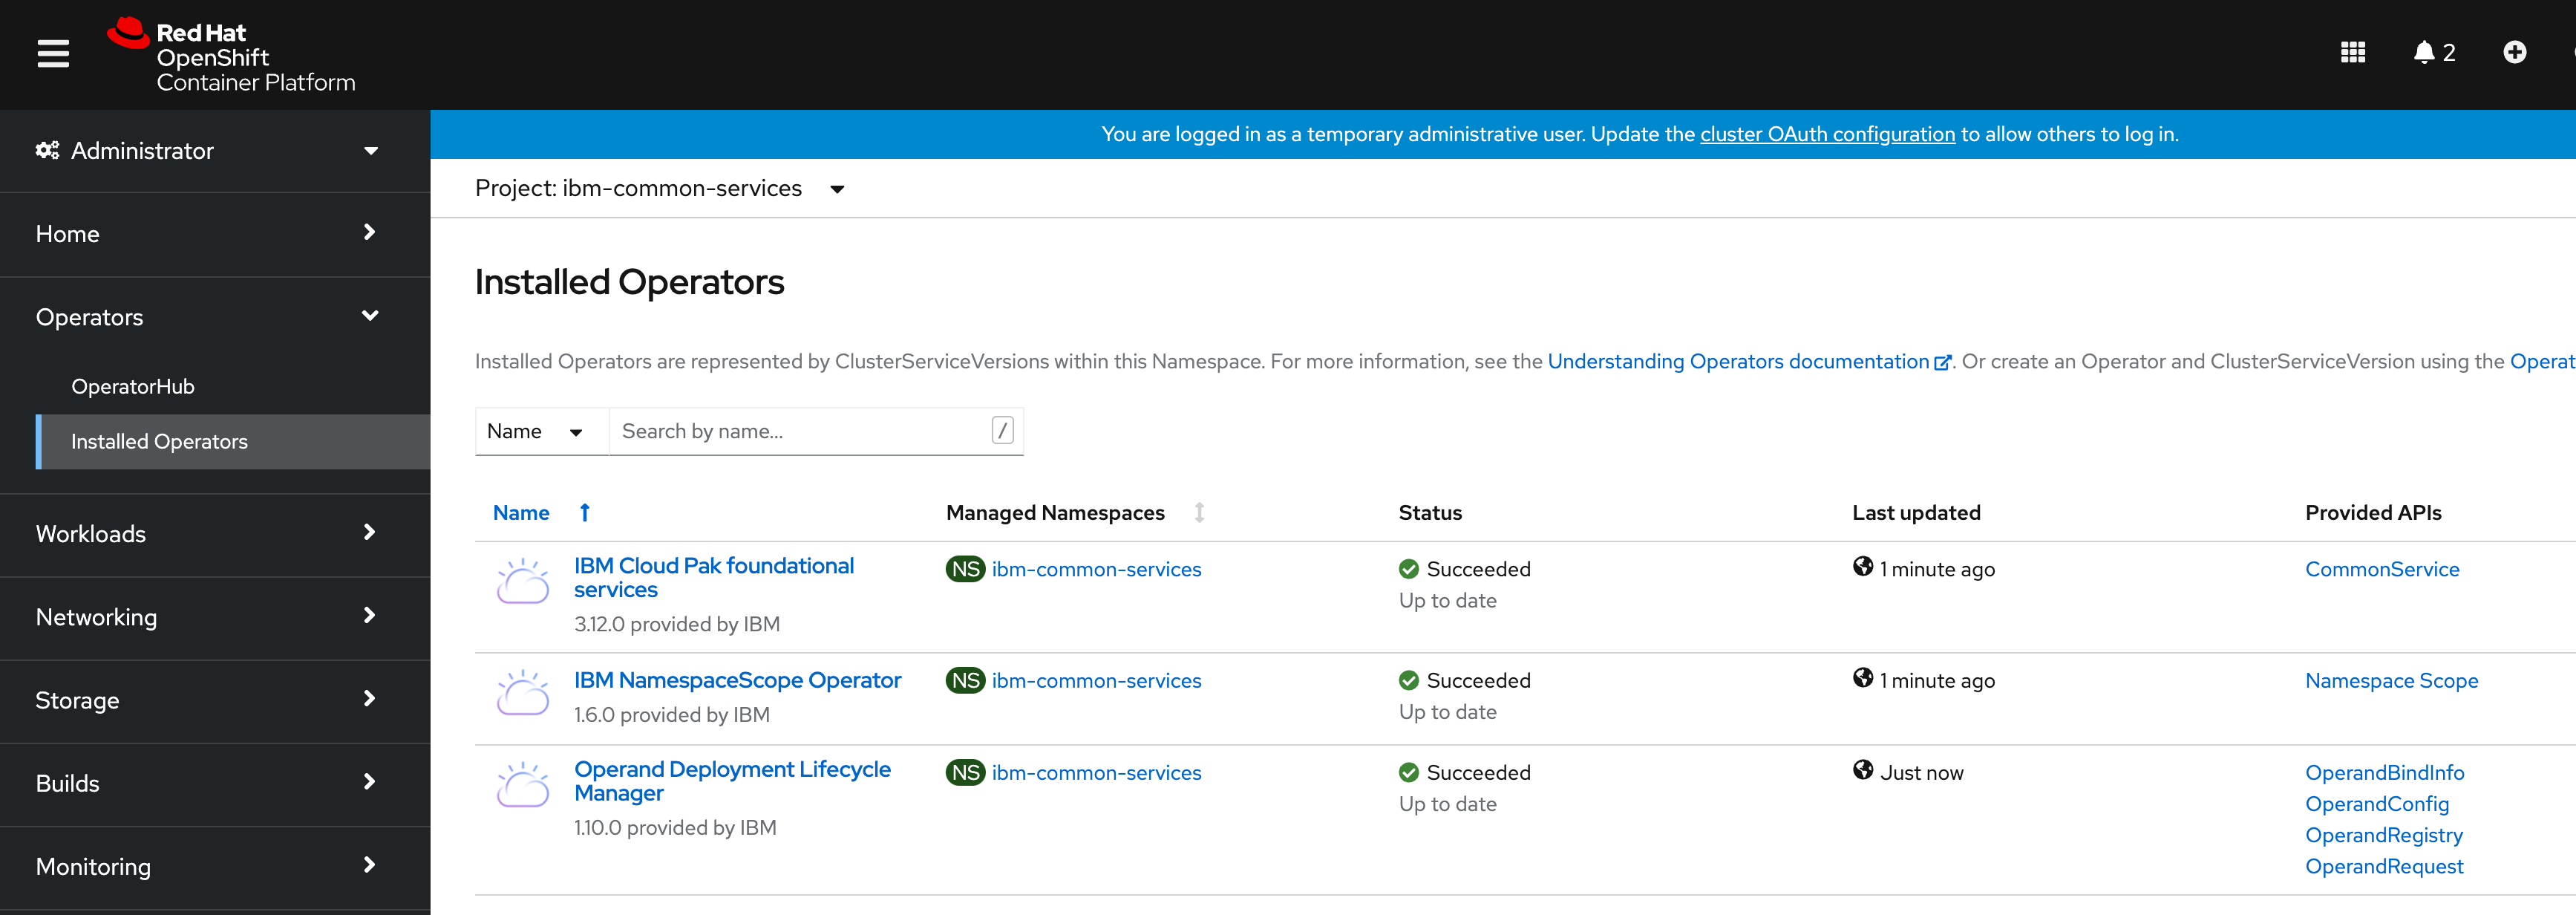 Red Hat
OpenShift
Container Platform
2
Administrator
You are logged in as a temporary administrative user. Update the cluster OAuth configuration to allow others to log in.
Project: ibm-common-services
Home
Operators
OperatorHub
Installed Operators
Workloads
Networking
Storage
Builds
Monitoring
Installed Operators
Installed Operators are represented by ClusterServiceVersions within this Namespace. For more information, see the Understanding Operators documentation. Or create an Operator and ClusterServiceVersion using the
Name
Search by name...
/
Name Managed Namespaces Status Last updated Provided APIs
IBM Cloud Pak foundational services
3.12.0 provided by IBM
NS ibm-common-services
Succeeded
Up to date
1 minute ago
CommonService
IBM NamespaceScope Operator
1.6.0 provided by IBM
NS ibm-common-services
Succeeded
Up to date
1 minute ago
Namespace Scope
Operand Deployment Lifecycle Manager
1.10.0 provided by IBM
NS ibm-common-services
Succeeded
Up to date
Just now
OperandBindInfo
OperandConfig
OperandRegistry
OperandRequest